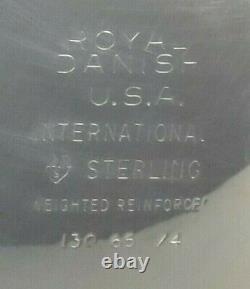 ROYAL
DANISH
U.S.A.
INTERNATIONAL
STERLING
WEIGHTED REINFORCED